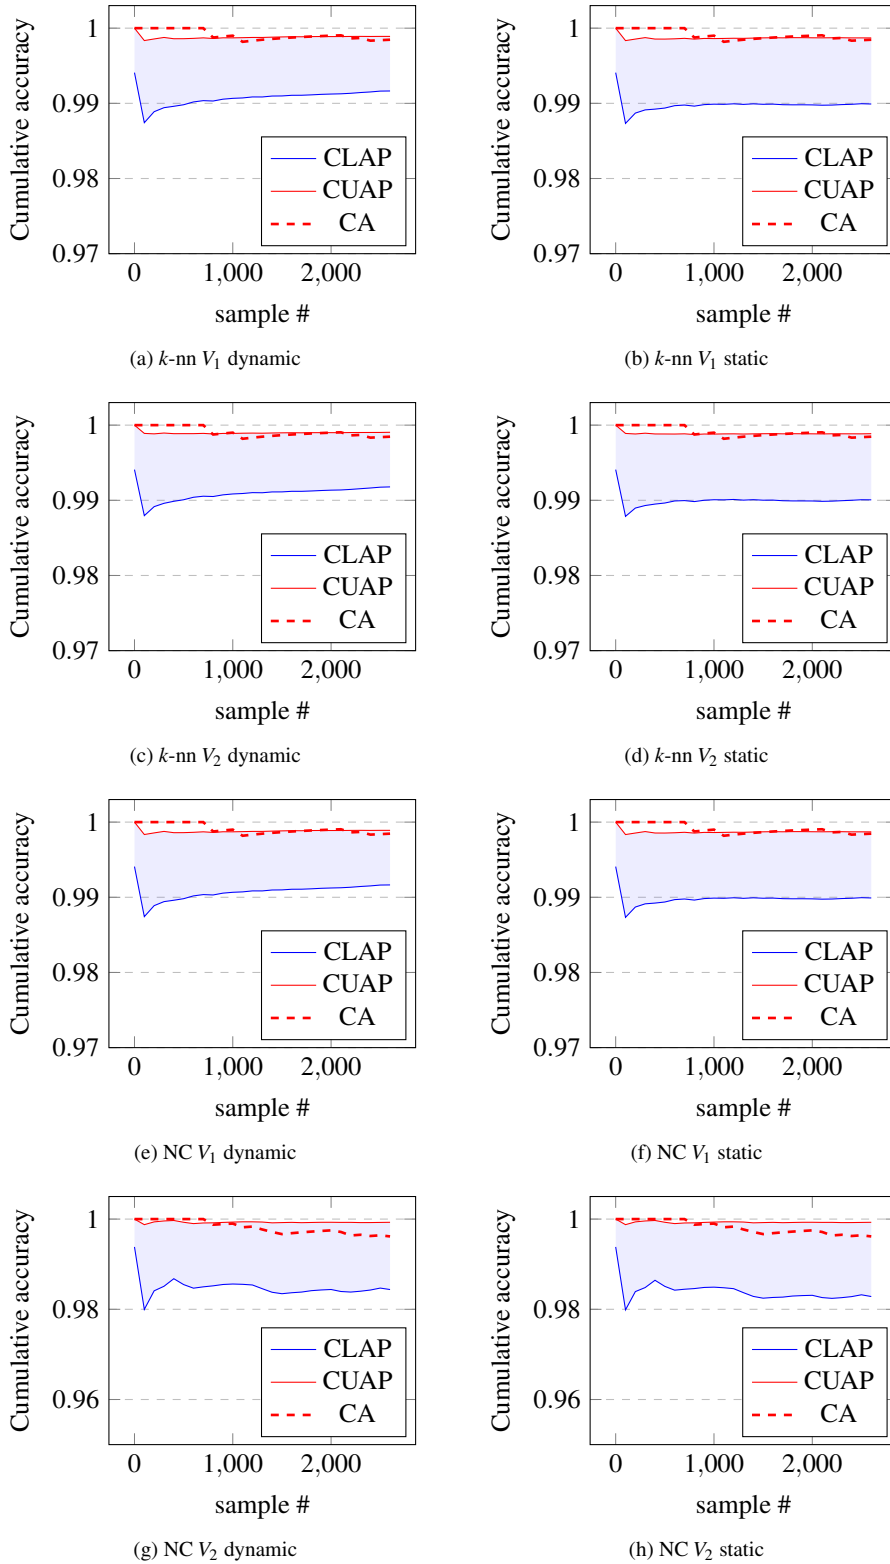 Cumulative accuracy
1
0.99
0.98
0.97
0 1,000 2,000
sample #
CLAP
CUAP
CA
(a) k-nn V₁ dynamic
Cumulative accuracy
1
0.99
0.98
0.97
0 1,000 2,000
sample #
CLAP
CUAP
CA
(b) k-nn V₁ static
Cumulative accuracy
1
0.99
0.98
0.97
0 1,000 2,000
sample #
CLAP
CUAP
CA
(c) k-nn V₂ dynamic
Cumulative accuracy
1
0.99
0.98
0.97
0 1,000 2,000
sample #
CLAP
CUAP
CA
(d) k-nn V₂ static
Cumulative accuracy
1
0.99
0.98
0.97
0 1,000 2,000
sample #
CLAP
CUAP
CA
(e) NC V₁ dynamic
Cumulative accuracy
1
0.99
0.98
0.97
0 1,000 2,000
sample #
CLAP
CUAP
CA
(f) NC V₁ static
Cumulative accuracy
1
0.98
0.96
0 1,000 2,000
sample #
CLAP
CUAP
CA
(g) NC V₂ dynamic
Cumulative accuracy
1
0.98
0.96
0 1,000 2,000
sample #
CLAP
CUAP
CA
(h) NC V₂ static